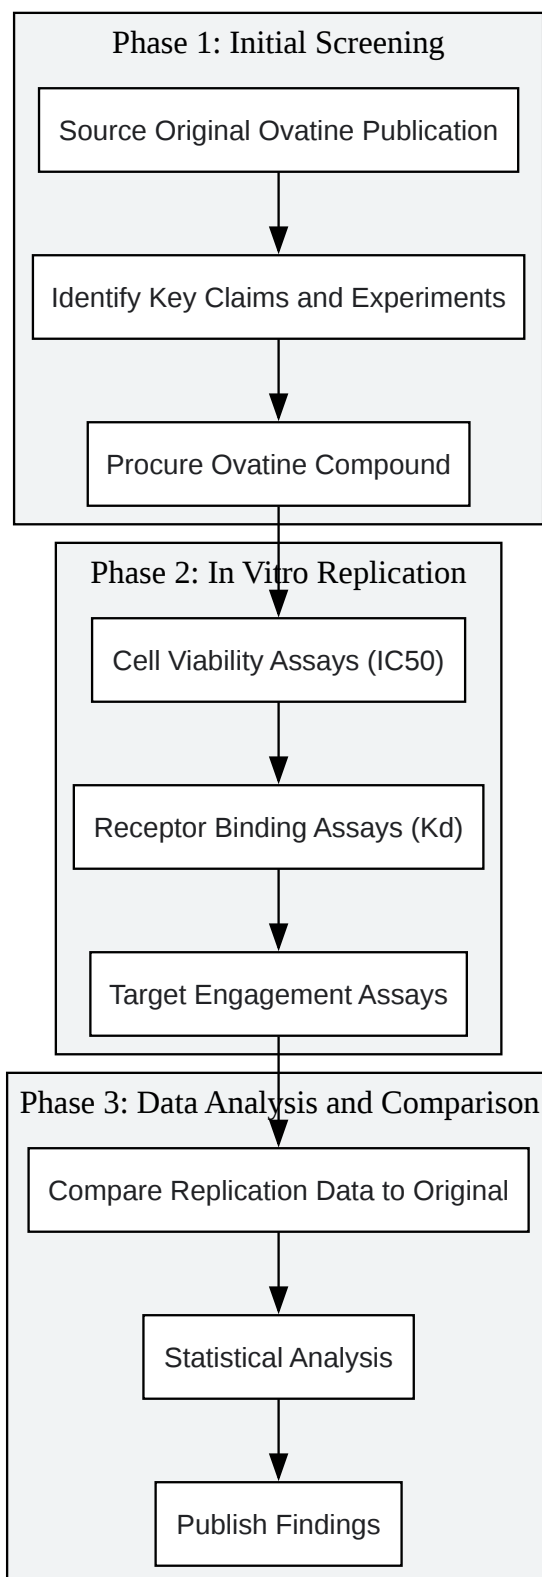 Phase 1: Initial Screening
Source Original Ovatine Publication
Identify Key Claims and Experiments
Procure Ovatine Compound
Phase 2: In Vitro Replication
Cell Viability Assays (IC50)
Receptor Binding Assays (Kd)
Target Engagement Assays
Phase 3: Data Analysis and Comparison
Compare Replication Data to Original
Statistical Analysis
Publish Findings